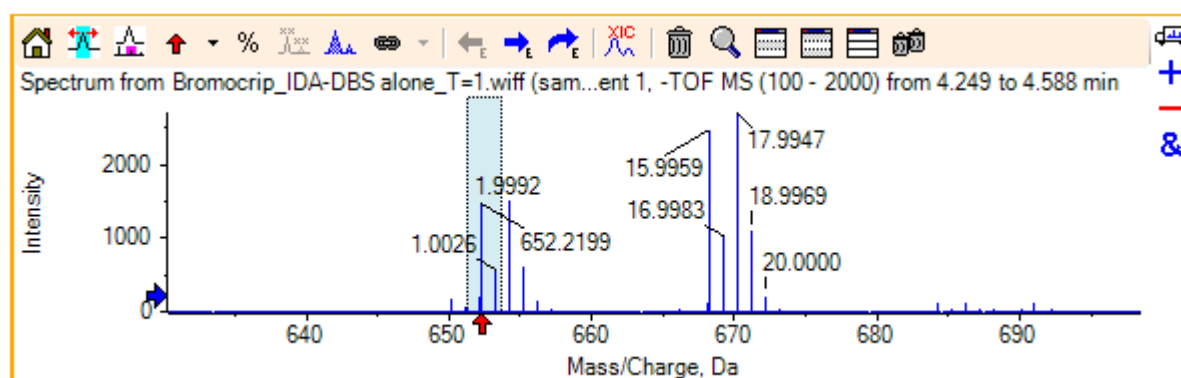 % XIC
E E E
Spectrum from Bromocrip_IDA-DBS alone_T=1.wiff (sam...ent 1, -TOF MS (100 - 2000) from 4.249 to 4.588 min
+
&
Intensity
2000
1000
0
1.0026
1.9992
652.2199
15.9959
16.9983
17.9947
18.9969
20.0000
640 650 660 670 680 690
Mass/Charge, Da